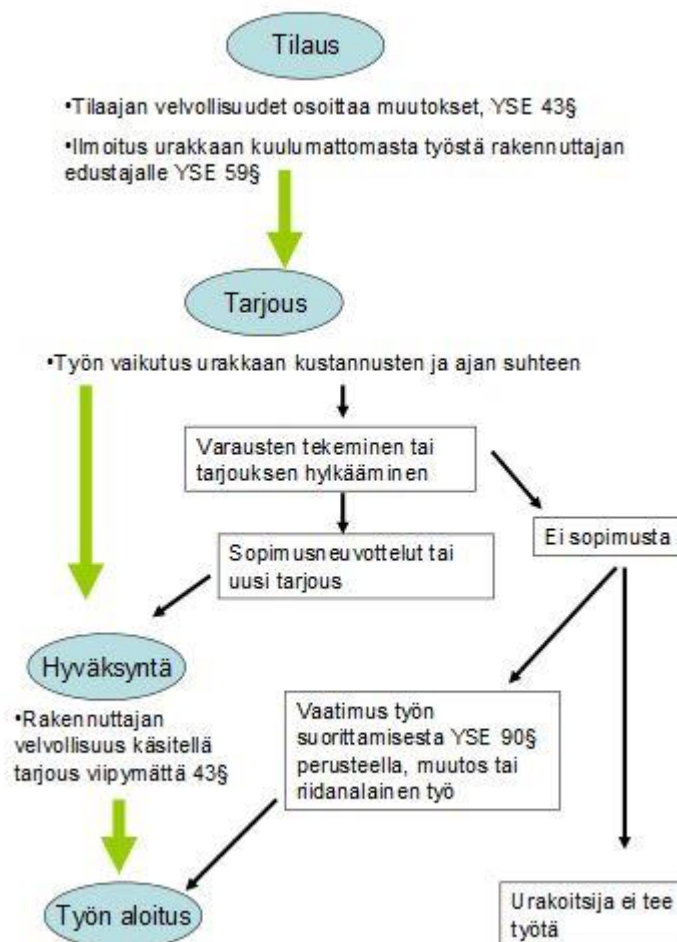 Tilaus
•Tilaajan velvollisuudet osoittaa muutokset, YSE 43§
•Ilmoitus urakkaan kuulumattomasta työstä rakennuttajan
edustajalle YSE 59§
Tarjous
•Työn vaikutus urakkaan kustannusten ja ajan suhteen
Varausten tekeminen tai
tarjouksen hylkääminen
Ei sopimusta
Sopimusneuvottelut tai
uusi tarjous
Hyväksyntä
•Rakennuttajan
velvollisuus käsitellä
tarjous viipymättä 43§
Vaatimus työn
suorittamisesta YSE 90§
perusteella, muutos tai
riidanalainen työ
Työn aloitus
Urakoitsija ei tee
työtä